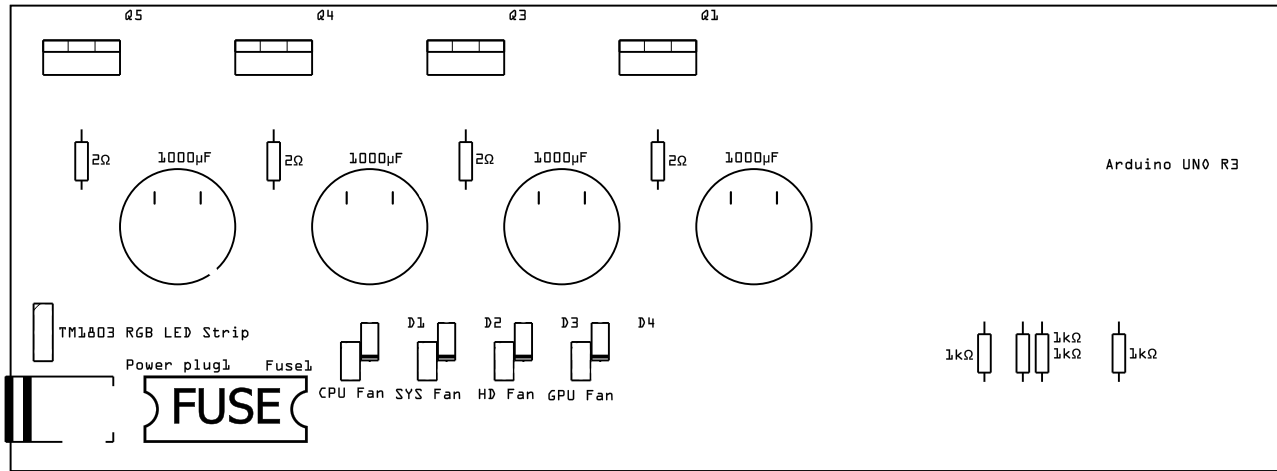 Q5 Q4 Q3 Q1
1000µF 1000µF 1000µF 1000µF
2Ω 2Ω 2Ω 2Ω
Arduino UNO R3
D1 D2 D3 D4
TM1803 RGB LED Strip
1kΩ
1kΩ 1kΩ 1kΩ
Power plug1 Fuse1
CPU Fan SYS Fan HD Fan GPU Fan
FUSE